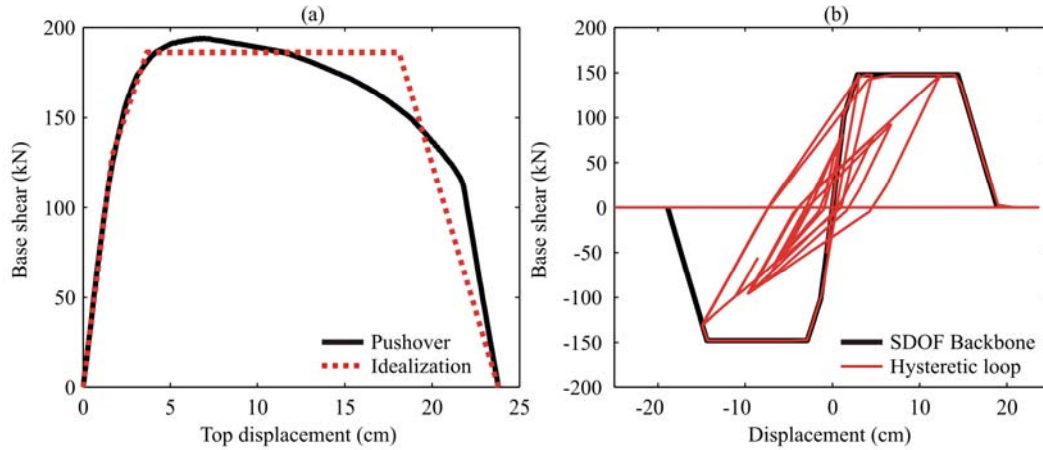 (a)
200
150
100
50
0
Base shear (kN)
Pushover
Idealization
0 5 10 15 20 25
Top displacement (cm)
(b)
200
150
100
50
0
-50
-100
-150
-200
Base shear (kN)
SDOF Backbone
Hysteretic loop
-20 -10 0 10 20
Displacement (cm)